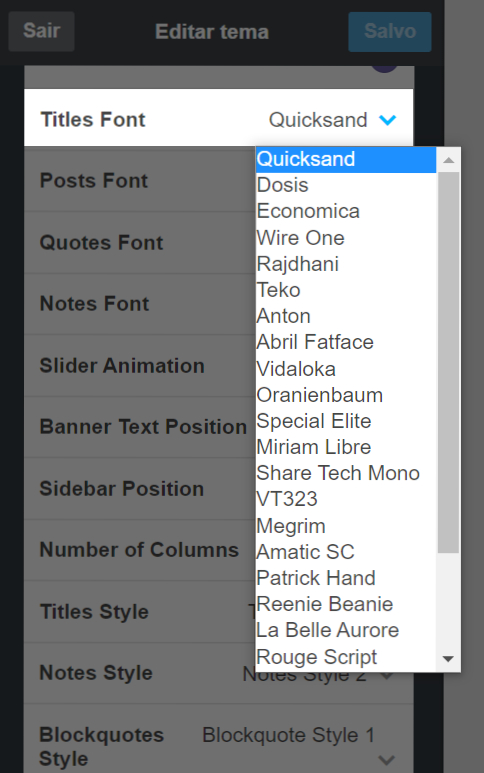 Sair
Editar tema
Salvo
Titles Font
Quicksand
Posts Font
Quotes Font
Notes Font
Slider Animation
Banner Text Position
Sidebar Position
Number of Columns
Titles Style
Notes Style
Notes Style 2
Blockquotes
Style
Blockquote Style 1
Quicksand
Dosis
Economica
Wire One
Rajdhani
Teko
Anton
Abril Fatface
Vidaloka
Oranienbaum
Special Elite
Miriam Libre
Share Tech Mono
VT323
Megrim
Amatic SC
Patrick Hand
Reenie Beanie
La Belle Aurore
Rouge Script